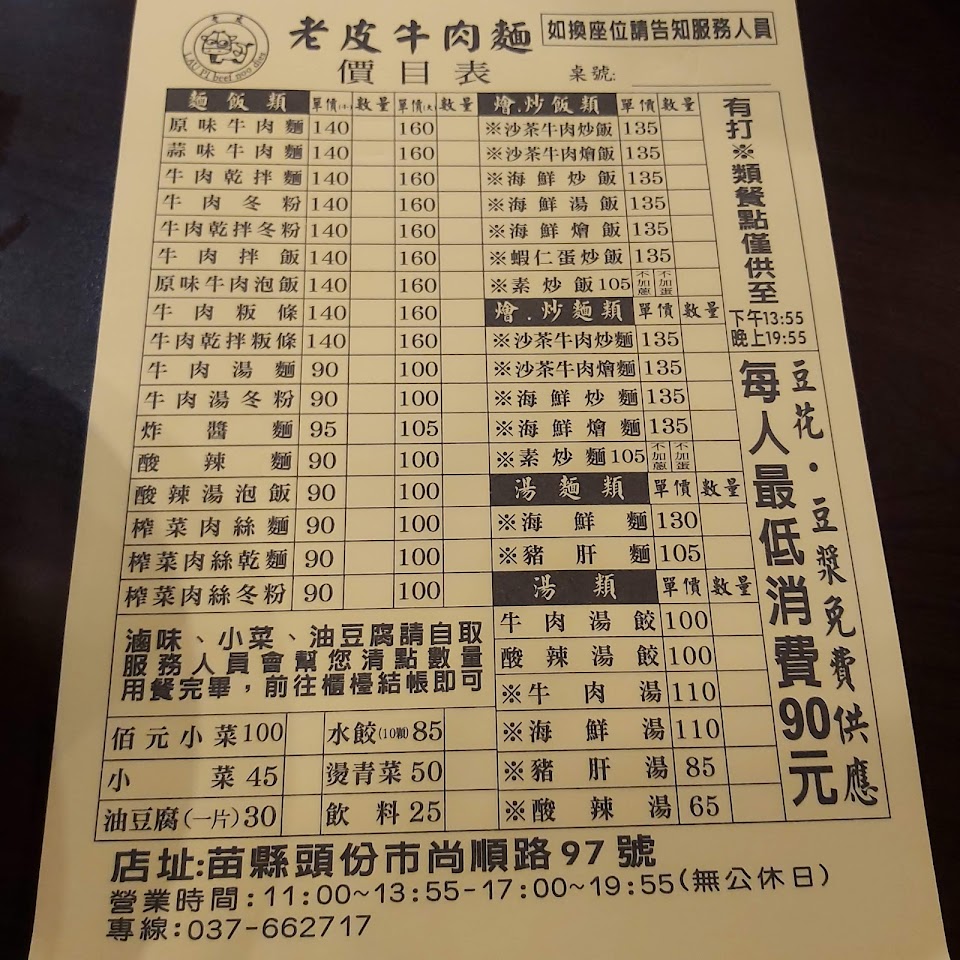 老皮
LAU PI beef noodles
老皮牛肉麵
如換座位請告知服務人員
價目表
桌號:
麵飯類 單價(小) 數量 單價(大) 數量
原味牛肉麵 140 160
蒜味牛肉麵 140 160
牛肉乾拌麵 140 160
牛肉冬粉 140 160
牛肉乾拌冬粉 140 160
牛肉拌飯 140 160
原味牛肉泡飯 140 160
牛肉粄條 140 160
牛肉乾拌粄條 140 160
牛肉湯麵 90 100
牛肉湯冬粉 90 100
炸醬麵 95 105
酸辣麵 90 100
酸辣湯泡飯 90 100
榨菜肉絲麵 90 100
榨菜肉絲乾麵 90 100
榨菜肉絲冬粉 90 100
滷味、小菜、油豆腐請自取
服務人員會幫您清點數量
用餐完畢，前往櫃檯結帳即可
佰元小菜 100 水餃(10顆) 85
小菜 45 燙青菜 50
油豆腐(一片) 30 飲料 25
燴.炒飯類 單價 數量
※沙茶牛肉炒飯 135
※沙茶牛肉燴飯 135
※海鮮炒飯 135
※海鮮湯飯 135
※海鮮燴飯 135
※蝦仁蛋炒飯 135
※素炒飯 105 不加蔥 不加蛋
燴.炒麵類 單價 數量
※沙茶牛肉炒麵 135
※沙茶牛肉燴麵 135
※海鮮炒麵 135
※海鮮燴麵 135
※素炒麵 105 不加蔥 不加蛋
湯麵類 單價 數量
※海鮮麵 130
※豬肝麵 105
湯類 單價 數量
牛肉湯餃 100
酸辣湯餃 100
※牛肉湯 110
※海鮮湯 110
※豬肝湯 85
※酸辣湯 65
有打※類餐點僅供至
下午13:55
晚上19:55
豆花·豆漿免費供應
每人最低消費90元
店址:苗縣頭份市尚順路97號
營業時間:11:00~13:55-17:00~19:55(無公休日)
專線:037-662717